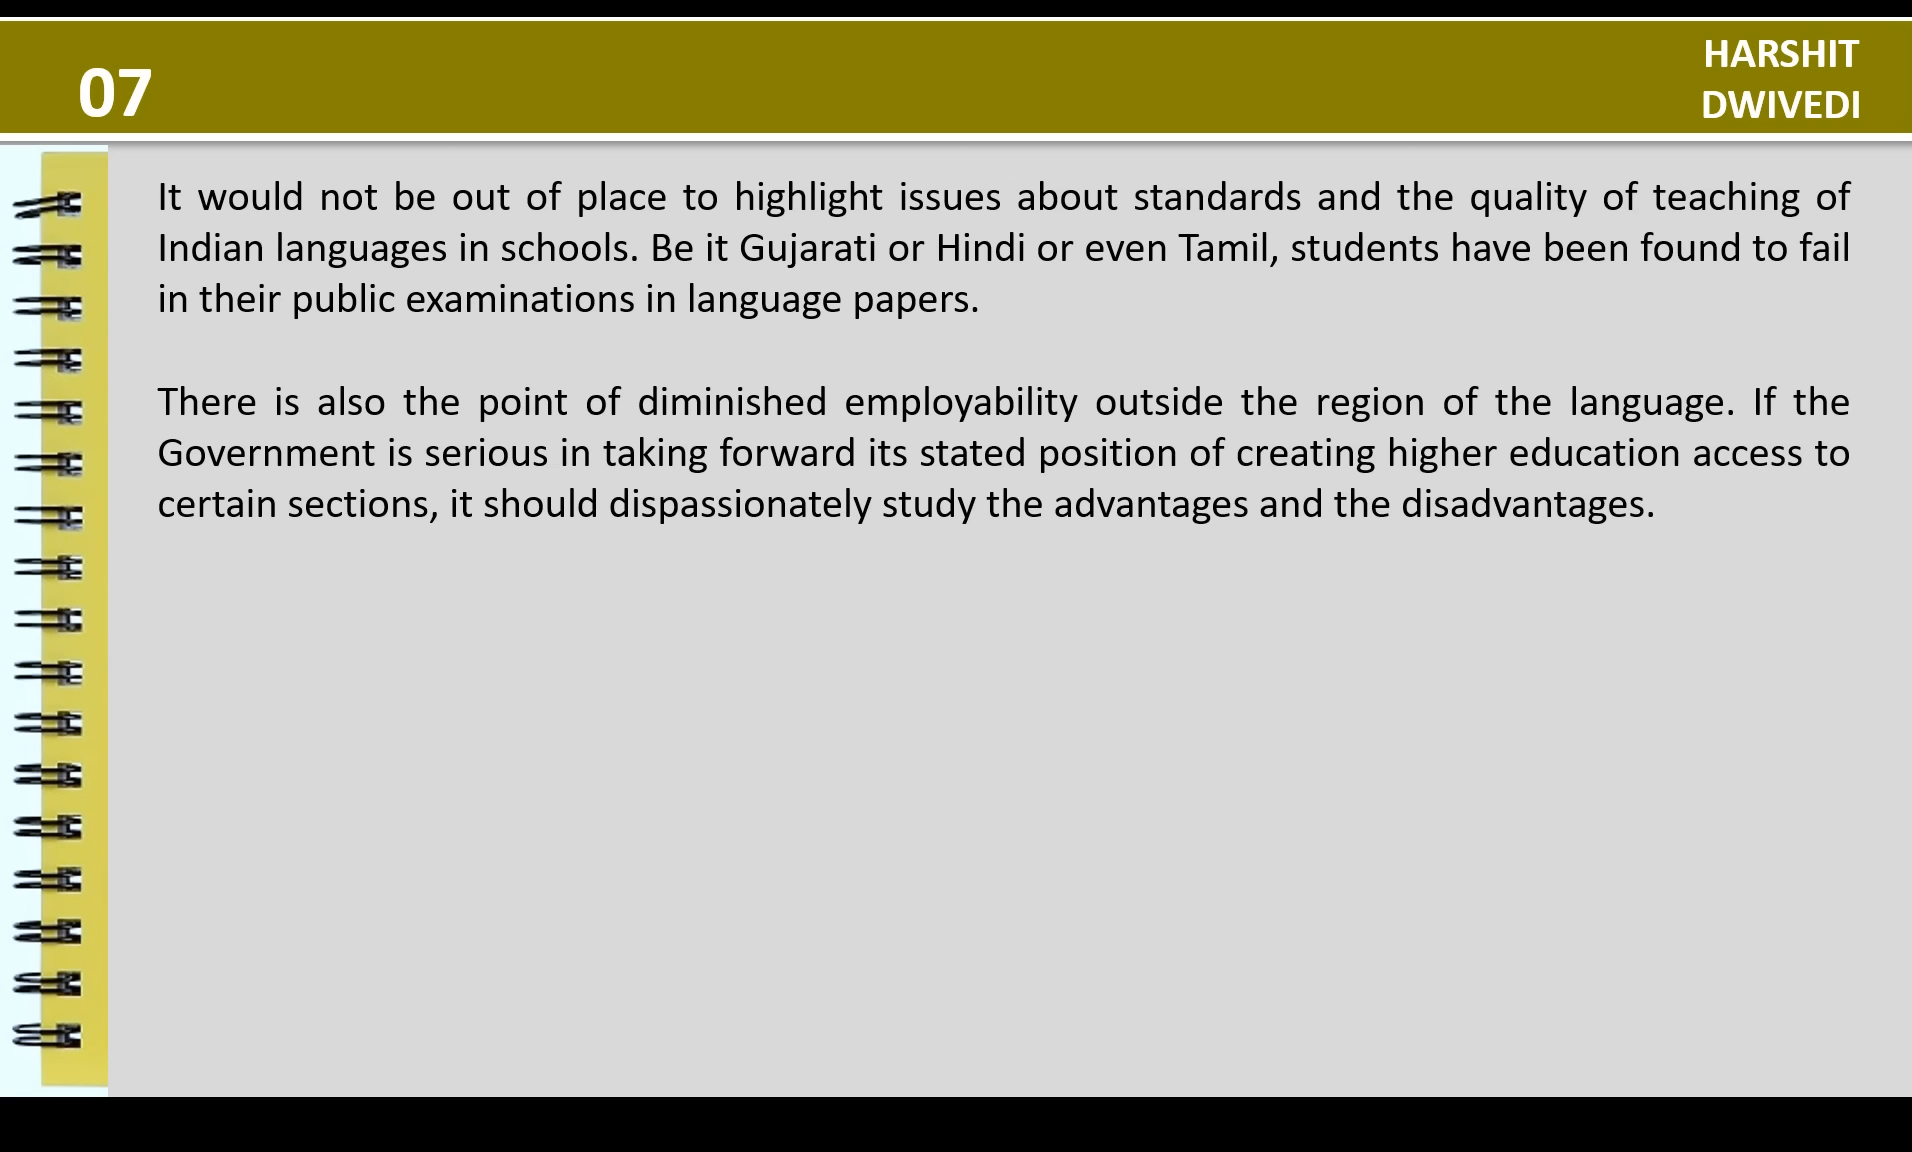 07
HARSHIT
DWIVEDI
It would not be out of place to highlight issues about standards and the quality of teaching of
Indian languages in schools. Be it Gujarati or Hindi or even Tamil, students have been found to fail
in their public examinations in language papers.
There is also the point of diminished employability outside the region of the language. If the
Government is serious in taking forward its stated position of creating higher education access to
certain sections, it should dispassionately study the advantages and the disadvantages.